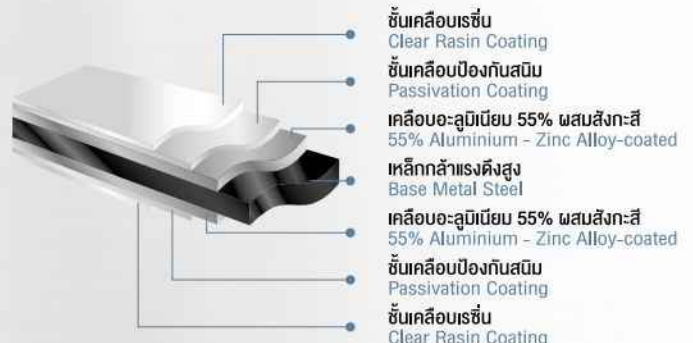 ชั้นเคลือบเรซิ่น
Clear Rasin Coating
ชั้นเคลือบป้องกันสนิม
Passivation Coating
เคลือบอะลูมิเนียม 55% ผสมสังกะสี
55% Aluminium - Zinc Alloy-coated
เหล็กกล้าแรงดึงสูง
Base Metal Steel
เคลือบอะลูมิเนียม 55% ผสมสังกะสี
55% Aluminium - Zinc Alloy-coated
ชั้นเคลือบป้องกันสนิม
Passivation Coating
ชั้นเคลือบเรซิ่น
Clear Rasin Coating